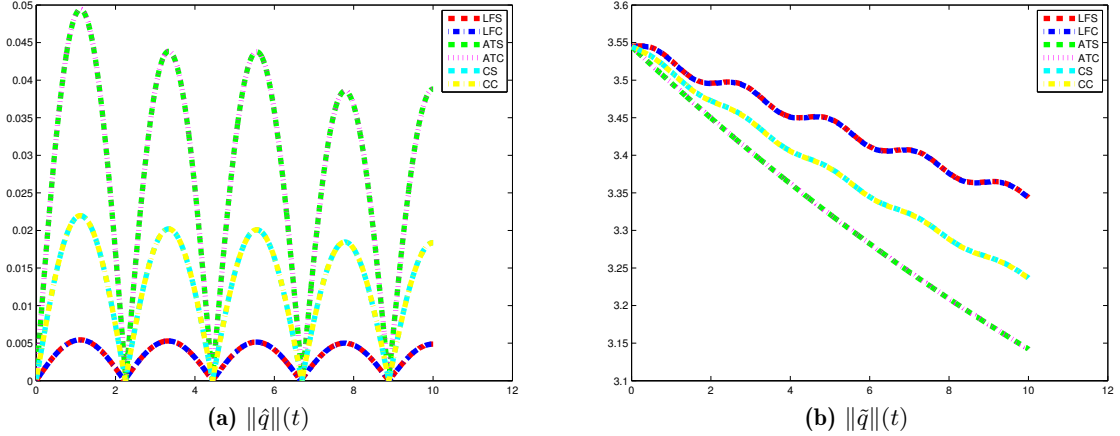 0.05
0.045
0.04
0.035
0.03
0.025
0.02
0.015
0.01
0.005
0
0 2 4 6 8 10 12
LFS
LFC
ATS
ATC
CS
CC
(a) ‖q̂‖(t)
3.6
3.55
3.5
3.45
3.4
3.35
3.3
3.25
3.2
3.15
3.1
0 2 4 6 8 10 12
LFS
LFC
ATS
ATC
CS
CC
(b) ‖q̃‖(t)